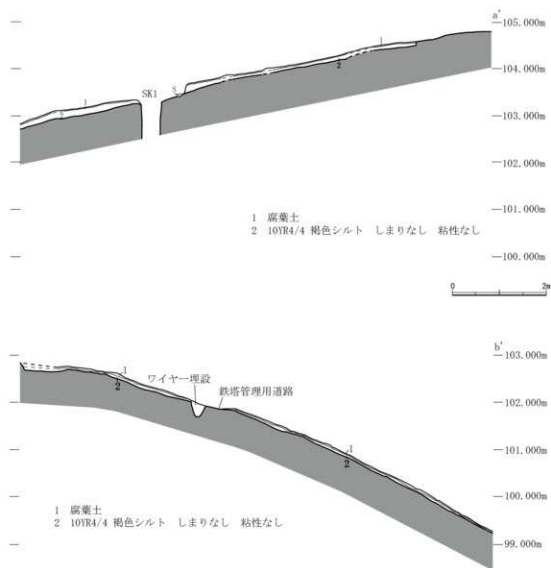 a'
105.000m
1
104.000m
2
SK1
S
1
S
103.000m
102.000m
101.000m
1 腐葉土
2 10YR4/4 褐色シルト しまりなし 粘性なし
100.000m
0 2m
b'
103.000m
1
ワイヤー埋設
2
鉄塔管理用道路
102.000m
1
101.000m
2
100.000m
1 腐葉土
2 10YR4/4 褐色シルト しまりなし 粘性なし
99.000m